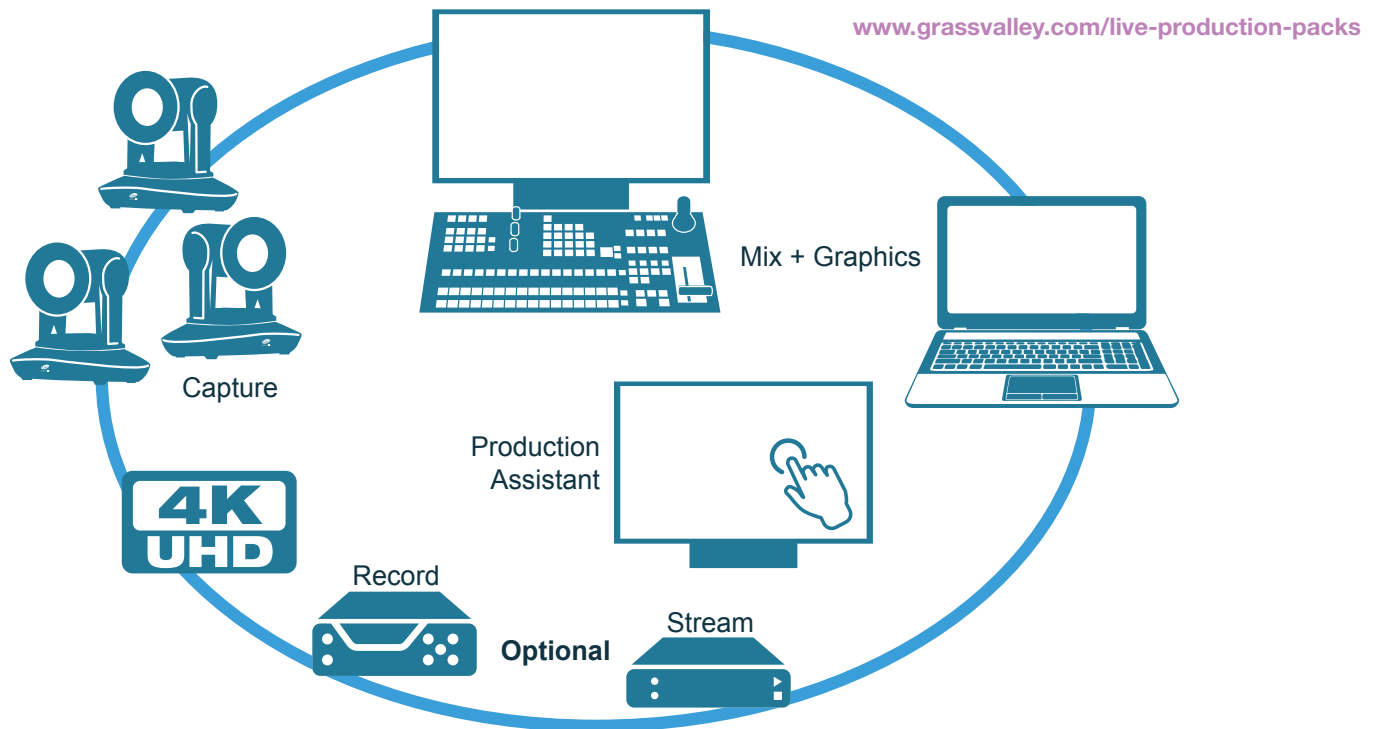 www.grassvalley.com/live-production-packs
Mix + Graphics
Capture
Production
Assistant
4K
UHD
Record
Optional
Stream